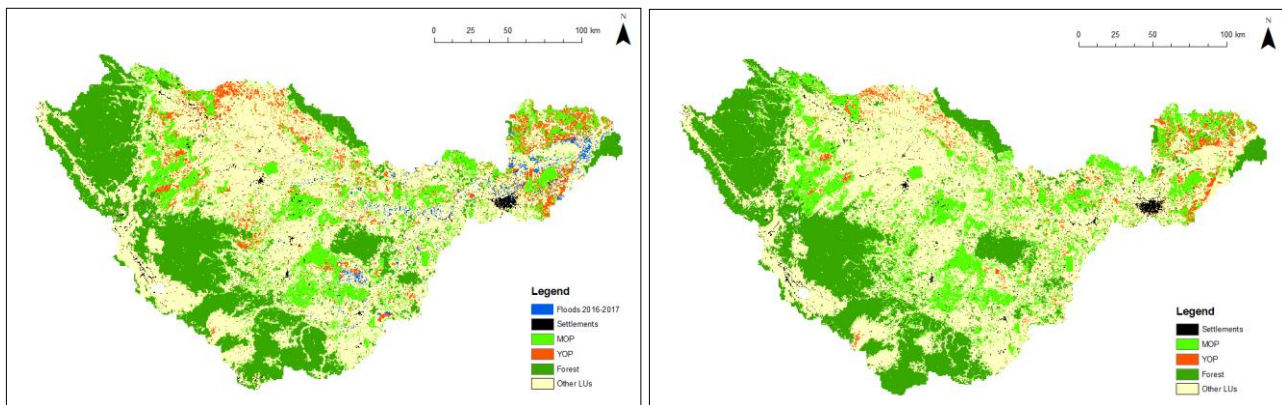 N
0 25 50 100 km
Legend
Floods 2016-2017
Settlements
MOP
YOP
Forest
Other LUs
N
0 25 50 100 km
Legend
Settlements
MOP
YOP
Forest
Other LUs